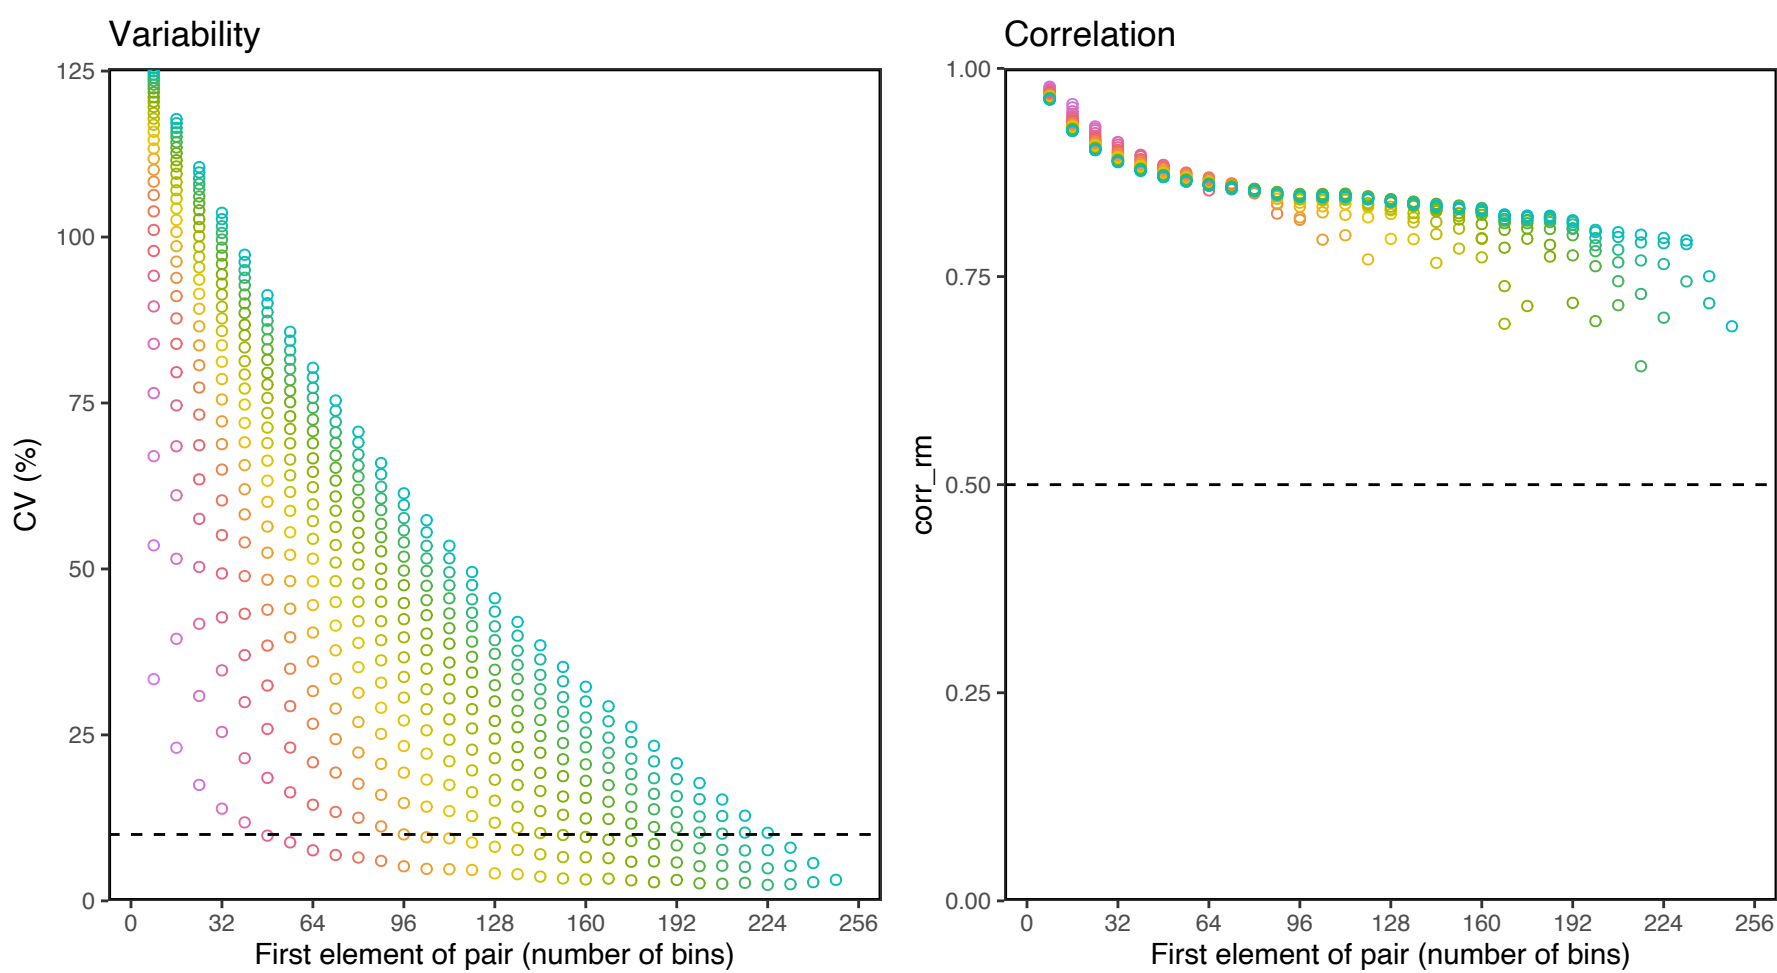 Variability
125
100
75
50
25
0
CV (%)
0 32 64 96 128 160 192 224 256
First element of pair (number of bins)
Correlation
1.00
0.75
0.50
0.25
0.00
corr_rm
0 32 64 96 128 160 192 224 256
First element of pair (number of bins)